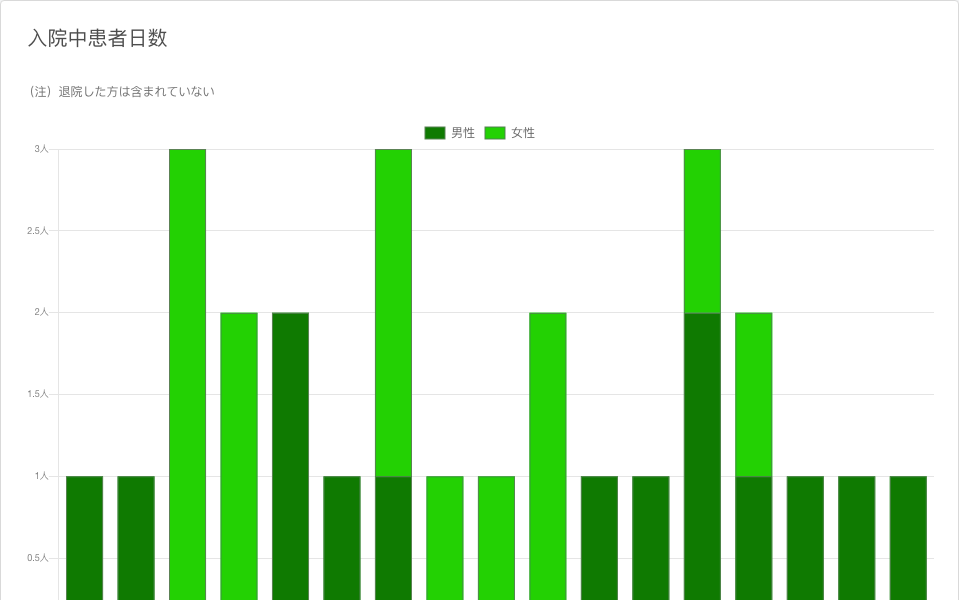 入院中患者日数
（注）退院した方は含まれていない
男性 女性
3人
2.5人
2人
1.5人
1人
0.5人